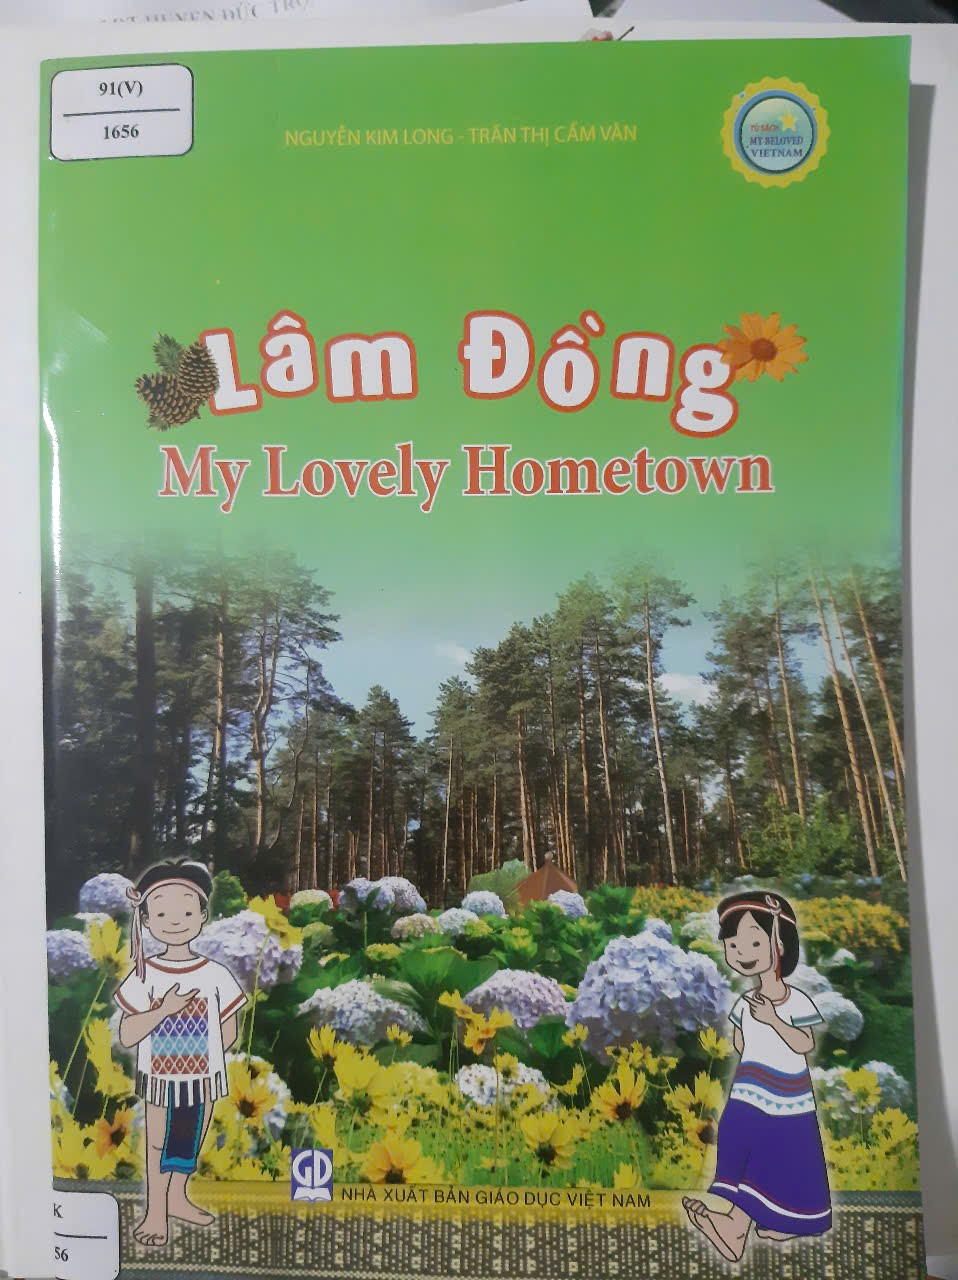 91(V)
1656
NGUYỄN KIM LONG - TRẦN THỊ CẨM VÂN
TỦ SÁCH
MY BELOVED
VIETNAM
Lâm Đồng
My Lovely Hometown
GD
NHÀ XUẤT BẢN GIÁO DỤC VIỆT NAM
K
56